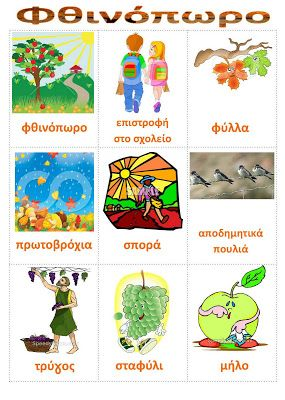 Φθινόπωρο
φθινόπωρο
επιστροφή
στο σχολείο
φύλλα
πρωτοβρόχια
σπορά
αποδημητικά
πουλιά
τρύγος
σταφύλι
μήλο